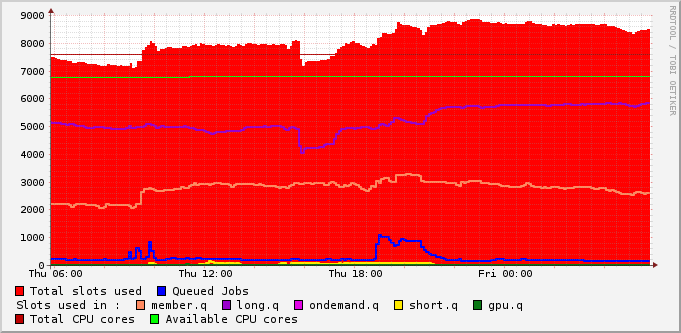 9000
8000
7000
6000
5000
4000
3000
2000
1000
0
Thu 06:00 Thu 12:00 Thu 18:00 Fri 00:00
Total slots used Queued Jobs
Slots used in : member.q long.q ondemand.q short.q gpu.q
Total CPU cores Available CPU cores
RRDTOOL / TOBI OETIKER